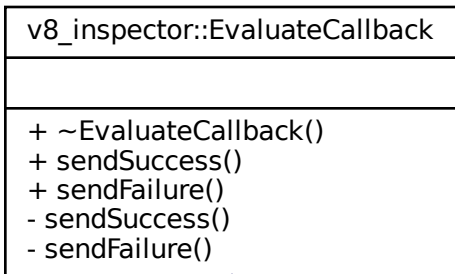 v8_inspector::EvaluateCallback
+ ~EvaluateCallback()
+ sendSuccess()
+ sendFailure()
- sendSuccess()
- sendFailure()